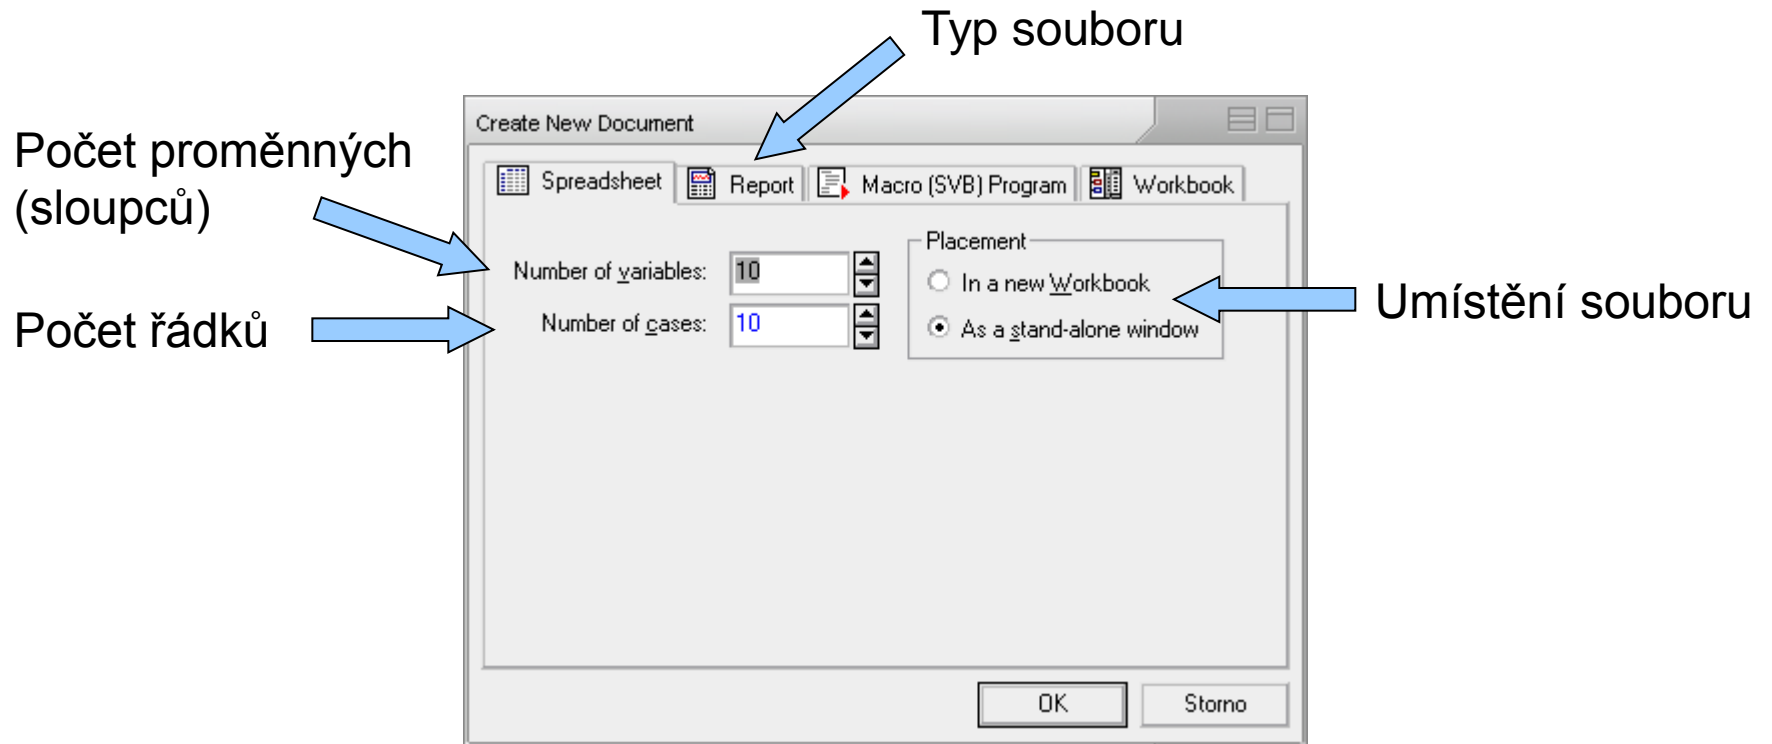 Typ souboru
Create New Document
Počet proměnných
(sloupců)
Spreadsheet Report Macro (SVB) Program Workbook
Placement
Number of variables: 10
In a new Workbook
Umístění souboru
Počet řádků
Number of cases: 10
As a stand-alone window
OK Storno